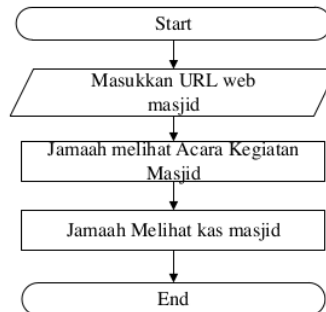 Start
Masukkan URL web
masjid
Jamaah melihat Acara Kegiatan
Masjid
Jamaah Melihat kas masjid
End